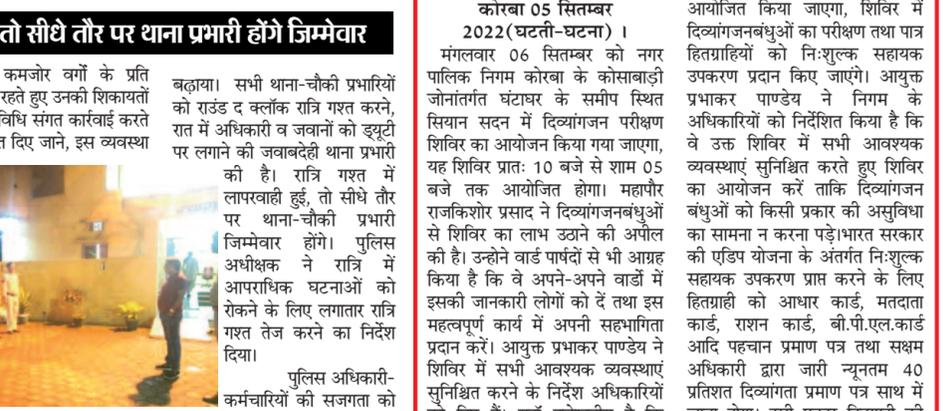 तो सीधे तौर पर थाना प्रभारी होंगे जिम्मेवार
कमजोर वर्गों के प्रति
रहते हुए उनकी शिकायतों
विधि संगत कार्रवाई करते
दिए जाने, इस व्यवस्था
बढ़ाया। सभी थाना-चौकी प्रभारियों
को राउंड द क्लॉक रात्रि गश्त करने,
रात में अधिकारी व जवानों को ड्यूटी
पर लगाने की जवाबदेही थाना प्रभारी
की है। रात्रि गश्त में
लापरवाही हुई, तो सीधे तौर
पर थाना-चौकी प्रभारी
जिम्मेवार होंगे। पुलिस
अधीक्षक ने रात्रि में
आपराधिक घटनाओं को
रोकने के लिए लगातार रात्रि
गश्त तेज करने का निर्देश
दिया।
पुलिस अधिकारी-
कर्मचारियों की सजगता को
कोरबा 05 सितम्बर
2022(घटती-घटना) ।
मंगलवार 06 सितम्बर को नगर
पालिक निगम कोरबा के कोसाबाड़ी
जोनांतर्गत घंटाघर के समीप स्थित
सियान सदन में दिव्यांगजन परीक्षण
शिविर का आयोजन किया गया जाएगा,
यह शिविर प्रातः 10 बजे से शाम 05
बजे तक आयोजित होगा। महापौर
राजकिशोर प्रसाद ने दिव्यांगजनबंधुओं
से शिविर का लाभ उठाने की अपील
की है। उन्होने वार्ड पार्षदों से भी आग्रह
किया है कि वे अपने-अपने वार्डो में
इसकी जानकारी लोगों को दें तथा इस
महत्वपूर्ण कार्य में अपनी सहभागिता
प्रदान करें। आयुक्त प्रभाकर पाण्डेय ने
शिविर में सभी आवश्यक व्यवस्थाएं
सुनिश्चित करने के निर्देश अधिकारियों
आयोजित किया जाएगा, शिविर में
दिव्यांगजनबंधुओं का परीक्षण तथा पात्र
हितग्राहियों को निःशुल्क सहायक
उपकरण प्रदान किए जाएंगे। आयुक्त
प्रभाकर पाण्डेय ने निगम के
अधिकारियों को निर्देशित किया है कि
वे उक्त शिविर में सभी आवश्यक
व्यवस्थाएं सुनिश्चित करते हुए शिविर
का आयोजन करें ताकि दिव्यांगजन
बंधुओं को किसी प्रकार की असुविधा
का सामना न करना पड़े।भारत सरकार
की एडिप योजना के अंतर्गत निःशुल्क
सहायक उपकरण प्राप्त करने के लिए
हितग्राही को आधार कार्ड, मतदाता
कार्ड, राशन कार्ड, बी.पी.एल.कार्ड
आदि पहचान प्रमाण पत्र तथा सक्षम
अधिकारी द्वारा जारी न्यूनतम 40
प्रतिशत दिव्यांगता प्रमाण पत्र साथ में